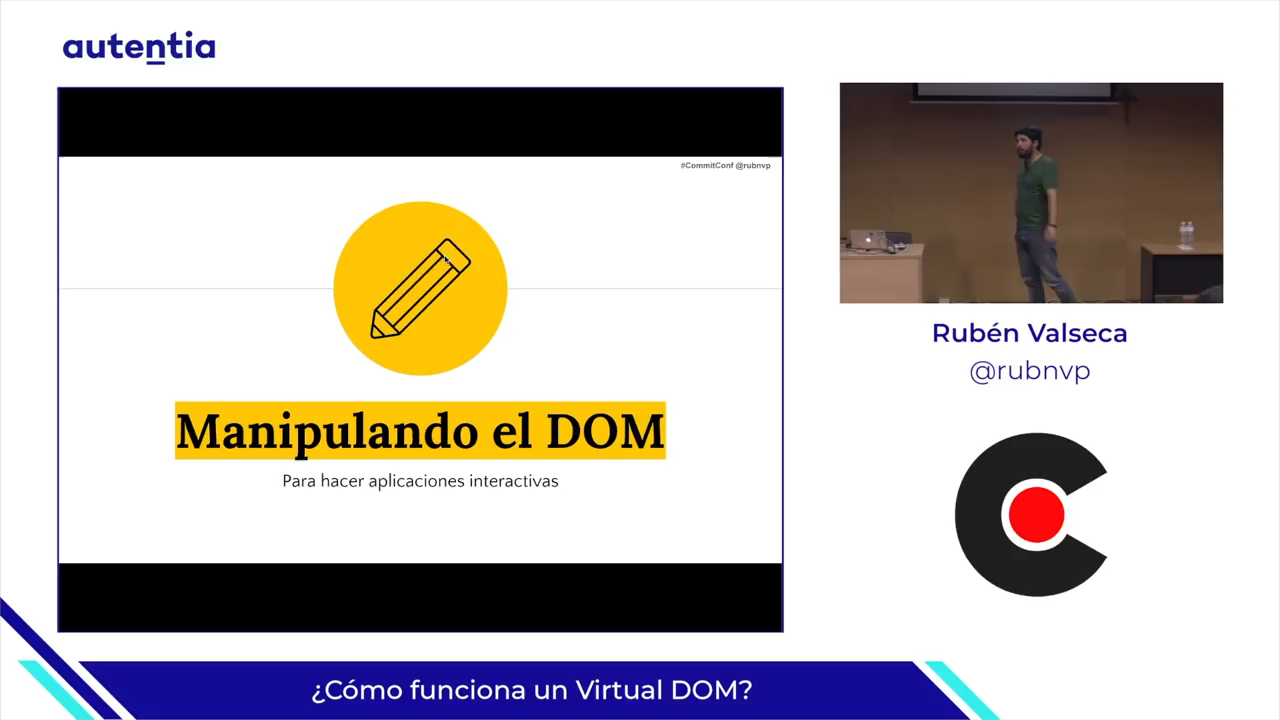 autentia
#CommitConf @rubnvp
Manipulando el DOM
Para hacer aplicaciones interactivas
Rubén Valseca
@rubnvp
¿Cómo funciona un Virtual DOM?